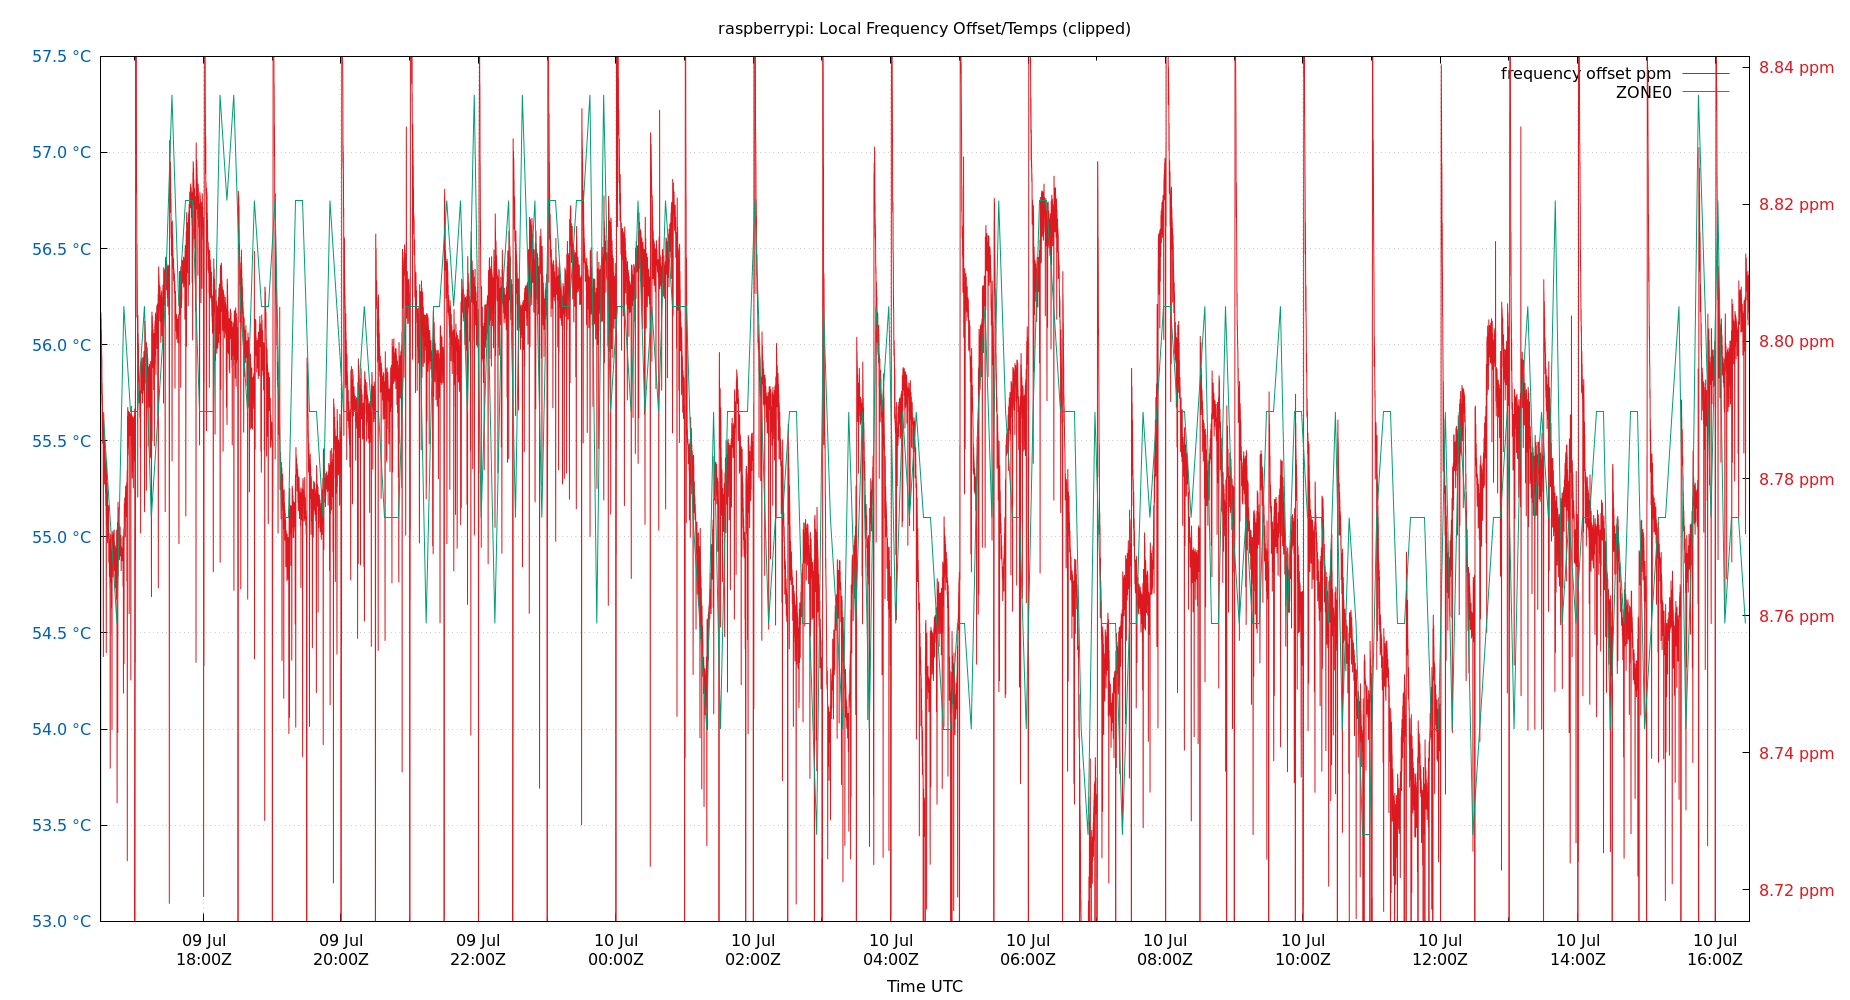 raspberrypi: Local Frequency Offset/Temps (clipped)
57.5 °C
57.0 °C
56.5 °C
56.0 °C
55.5 °C
55.0 °C
54.5 °C
54.0 °C
53.5 °C
53.0 °C
frequency offset ppm
ZONE0
8.84 ppm
8.82 ppm
8.80 ppm
8.78 ppm
8.76 ppm
8.74 ppm
8.72 ppm
09 Jul 09 Jul 09 Jul 10 Jul 10 Jul 10 Jul 10 Jul 10 Jul 10 Jul 10 Jul 10 Jul 10 Jul
18:00Z 20:00Z 22:00Z 00:00Z 02:00Z 04:00Z 06:00Z 08:00Z 10:00Z 12:00Z 14:00Z 16:00Z
Time UTC